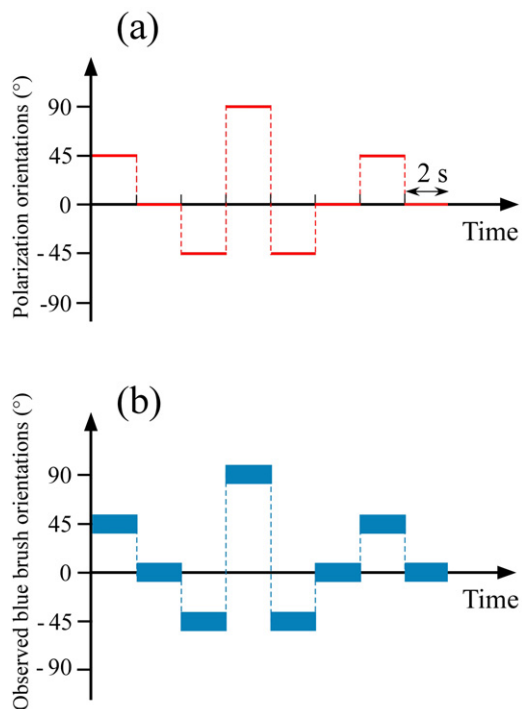 (a)
Polarization orientations (°)
90
45
0
-45
-90
2 s
Time
(b)
Observed blue brush orientations (°)
90
45
0
-45
-90
Time